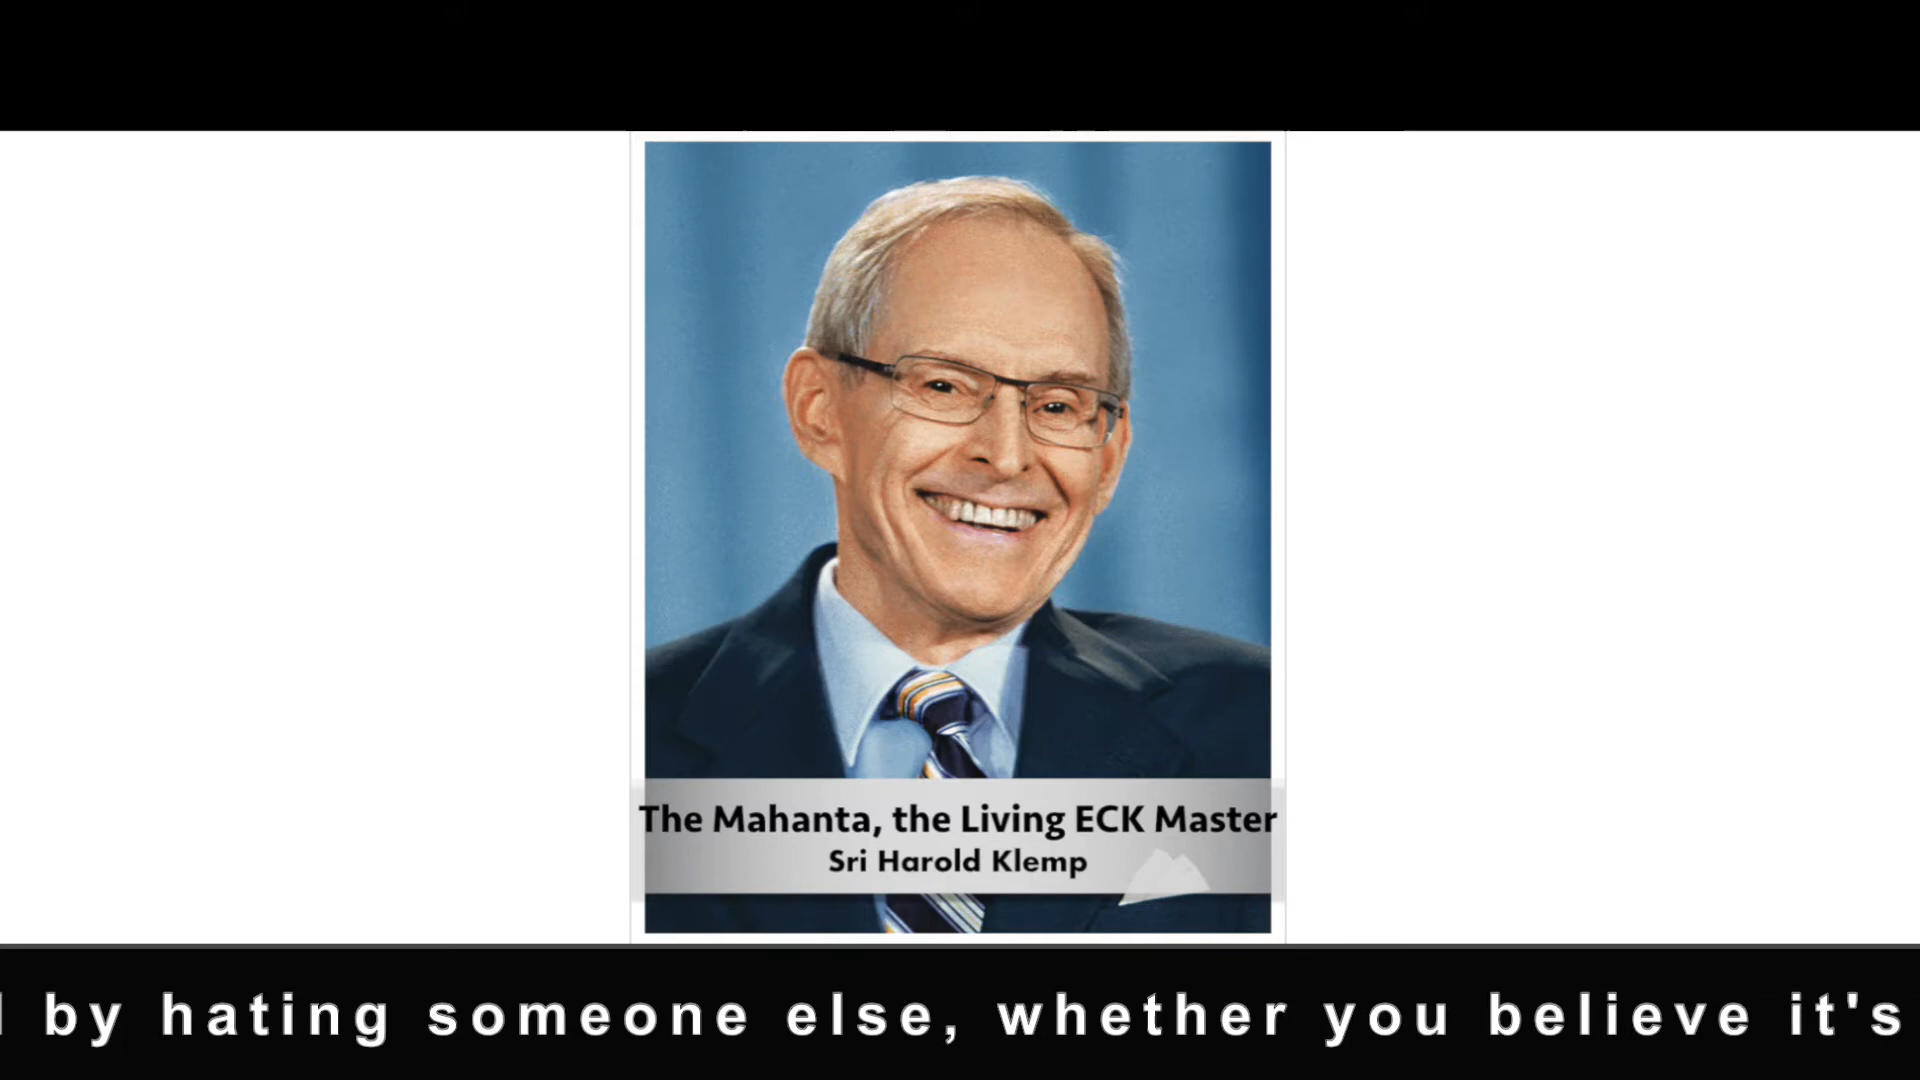 The Mahanta, the Living ECK Master
Sri Harold Klemp
by hating someone else, whether you believe it's